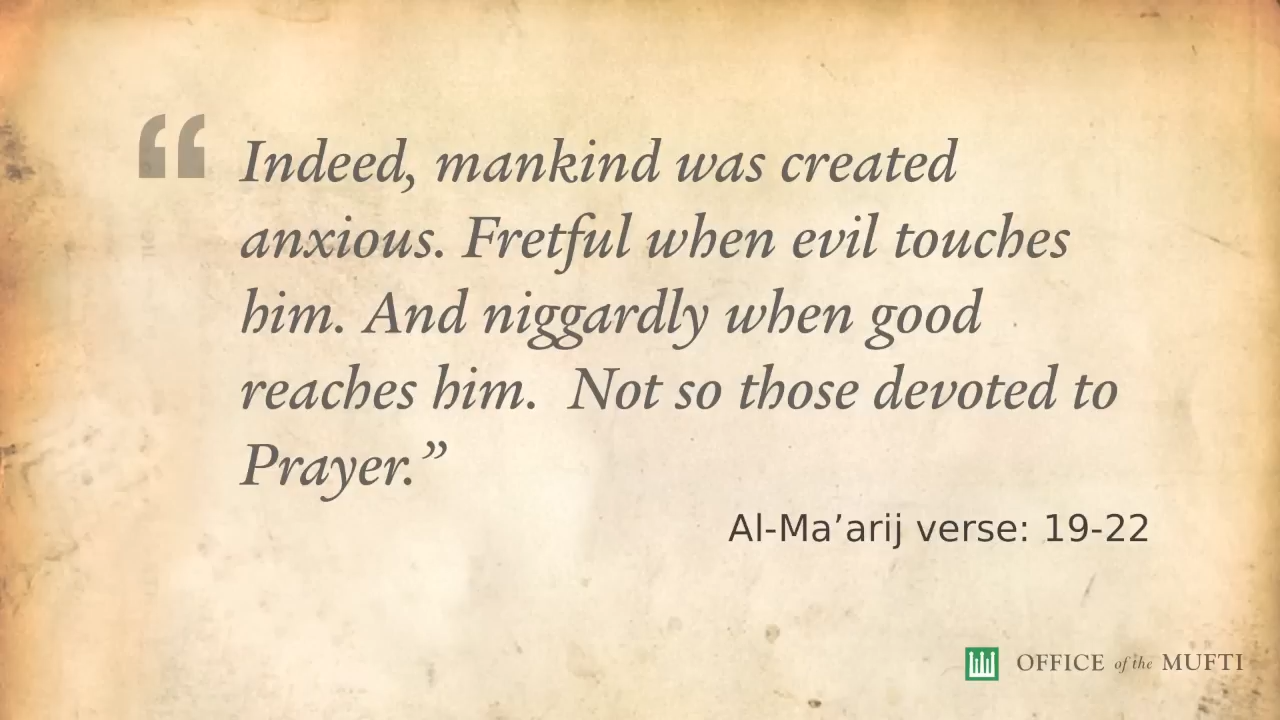 “Indeed, mankind was created
anxious. Fretful when evil touches
him. And niggardly when good
reaches him.  Not so those devoted to
Prayer.”
Al-Ma’arij verse: 19-22
OFFICE of the MUFTI